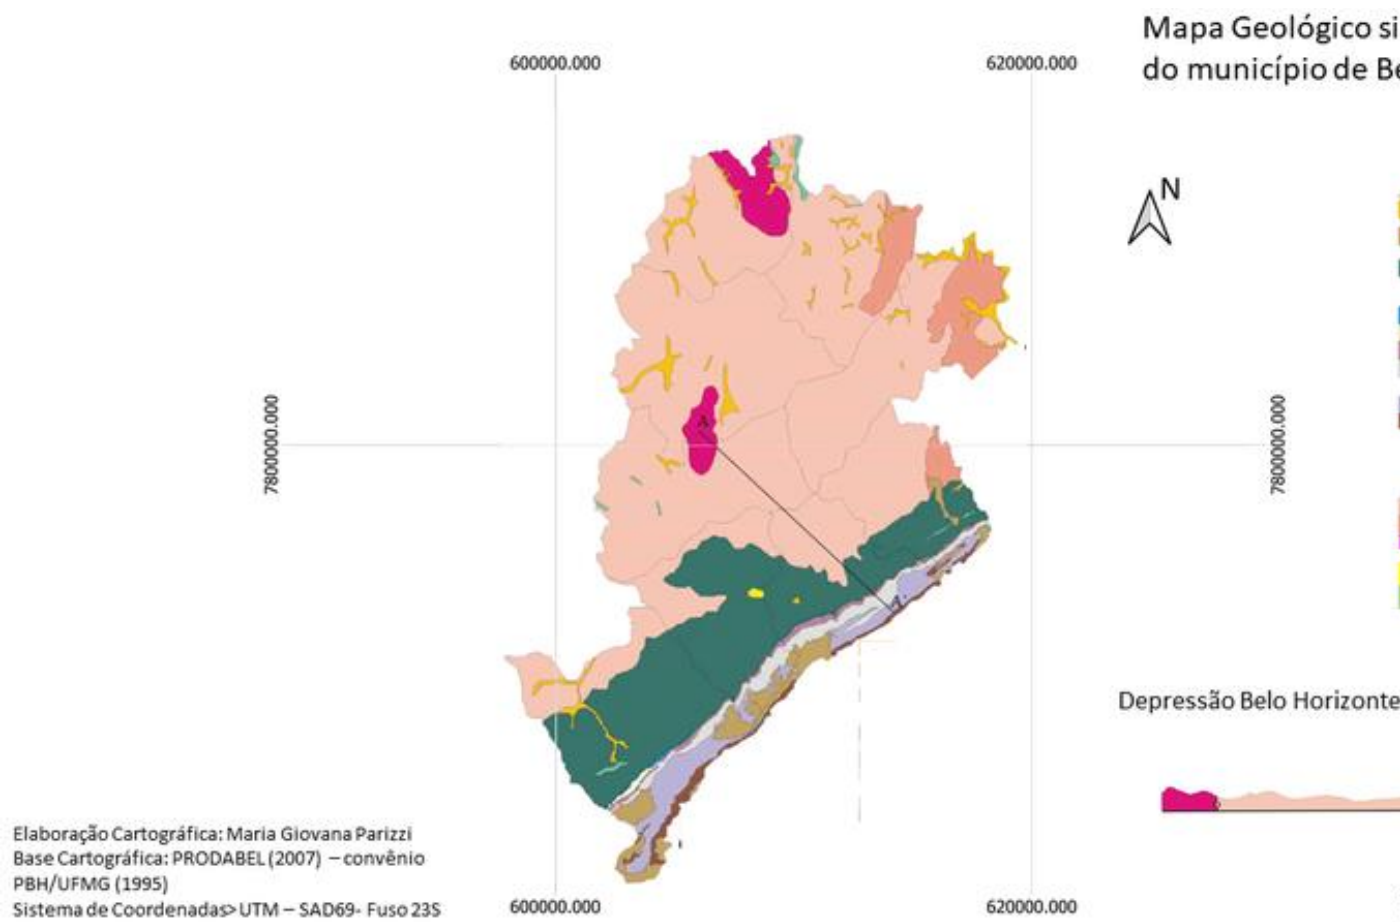 Mapa Geológico si
do município de Be
600000.000
620000.000
N
7800000.000
7800000.000
A
A'
Depressão Belo Horizonte
Elaboração Cartográfica: Maria Giovana Parizzi
Base Cartográfica: PRODABEL (2007) – convênio
PBH/UFMG (1995)
Sistema de Coordenadas> UTM – SAD69- Fuso 23S
600000.000
620000.000